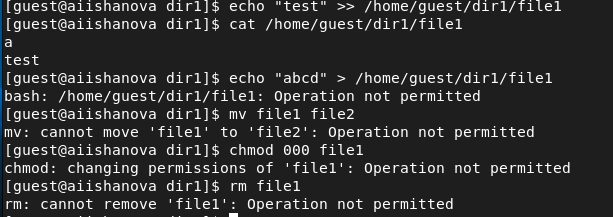 [guest@aiishanova dir1]$ echo "test" >> /home/guest/dir1/file1
[guest@aiishanova dir1]$ cat /home/guest/dir1/file1
a
test
[guest@aiishanova dir1]$ echo "abcd" > /home/guest/dir1/file1
bash: /home/guest/dir1/file1: Operation not permitted
[guest@aiishanova dir1]$ mv file1 file2
mv: cannot move 'file1' to 'file2': Operation not permitted
[guest@aiishanova dir1]$ chmod 000 file1
chmod: changing permissions of 'file1': Operation not permitted
[guest@aiishanova dir1]$ rm file1
rm: cannot remove 'file1': Operation not permitted